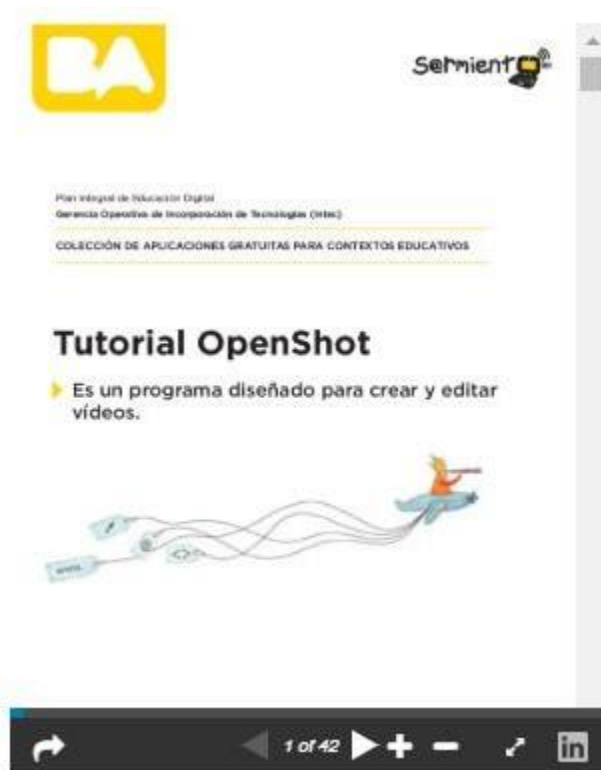 BA
S@rmiento
Plan Integral de Educación Digital
Gerencia Operativa de Incorporación de Tecnologías (Intec)
COLECCIÓN DE APLICACIONES GRATUITAS PARA CONTEXTOS EDUCATIVOS
Tutorial OpenShot
Es un programa diseñado para crear y editar
vídeos.
1 of 42
in